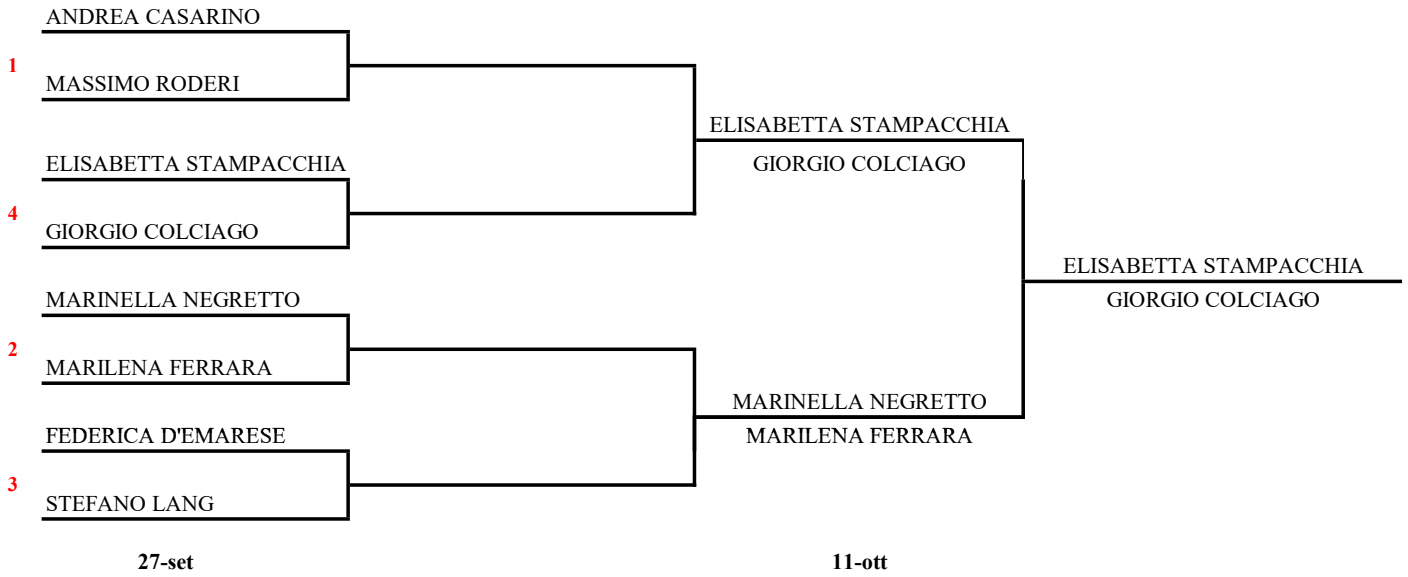 ANDREA CASARINO
1
MASSIMO RODERI
ELISABETTA STAMPACCHIA
GIORGIO COLCIAGO
ELISABETTA STAMPACCHIA
4
GIORGIO COLCIAGO
ELISABETTA STAMPACCHIA
GIORGIO COLCIAGO
MARINELLA NEGRETTO
2
MARILENA FERRARA
MARINELLA NEGRETTO
MARILENA FERRARA
FEDERICA D'EMARESE
3
STEFANO LANG
27-set
11-ott